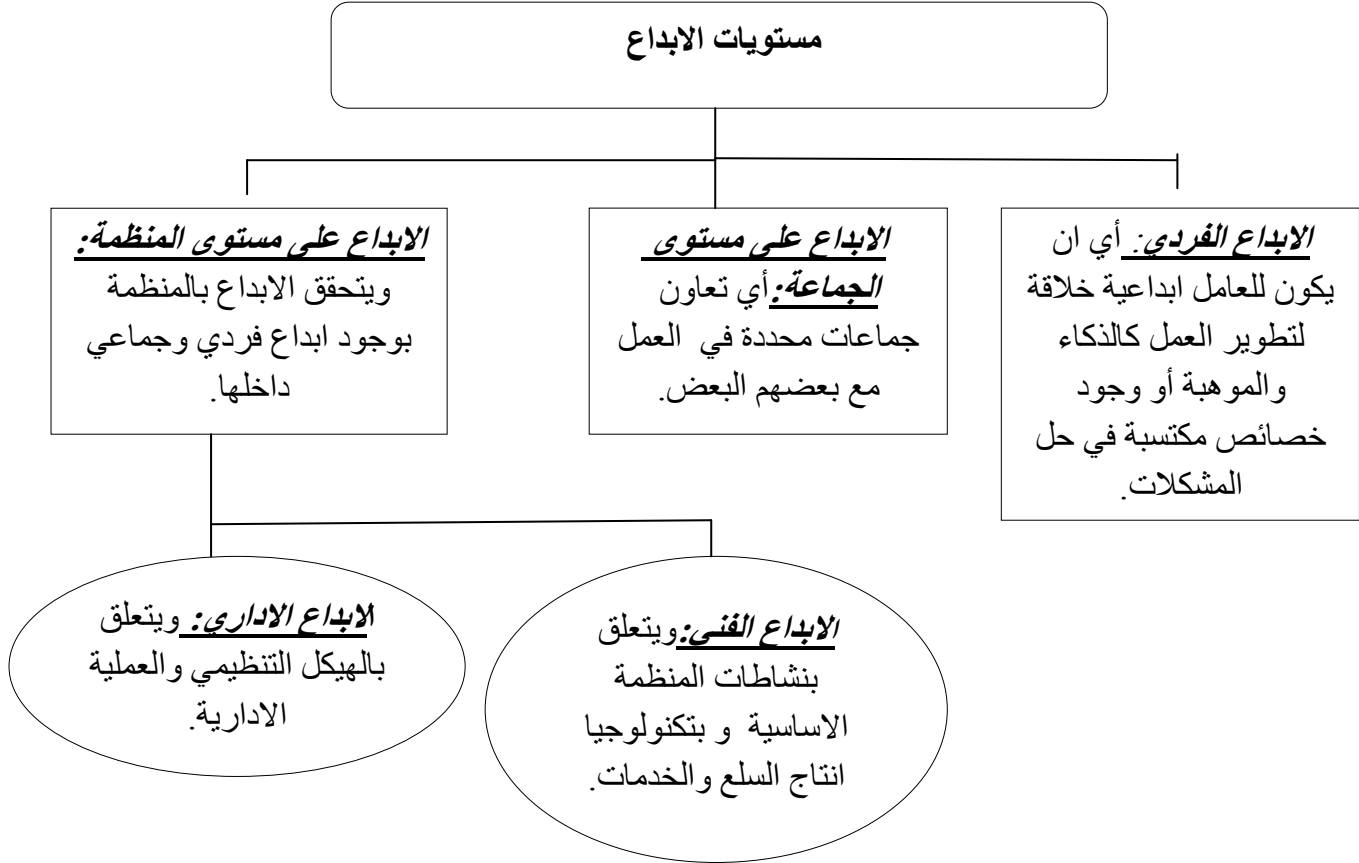 مستويات الابداع
الابداع الفردي: أي ان
يكون للعامل ابداعية خلاقة
لتطوير العمل كالذكاء
والموهبة أو وجود
خصائص مكتسبة في حل
المشكلات.
الابداع على مستوى
الجماعة: أي تعاون
جماعات محددة في العمل
مع بعضهم البعض.
الابداع على مستوى المنظمة:
ويتحقق الابداع بالمنظمة
بوجود ابداع فردي وجماعي
داخلها.
الابداع الفني: ويتعلق
بنشاطات المنظمة
الاساسية و بتكنولوجيا
انتاج السلع والخدمات.
الابداع الاداري: ويتعلق
بالهيكل التنظيمي والعملية
الادارية.